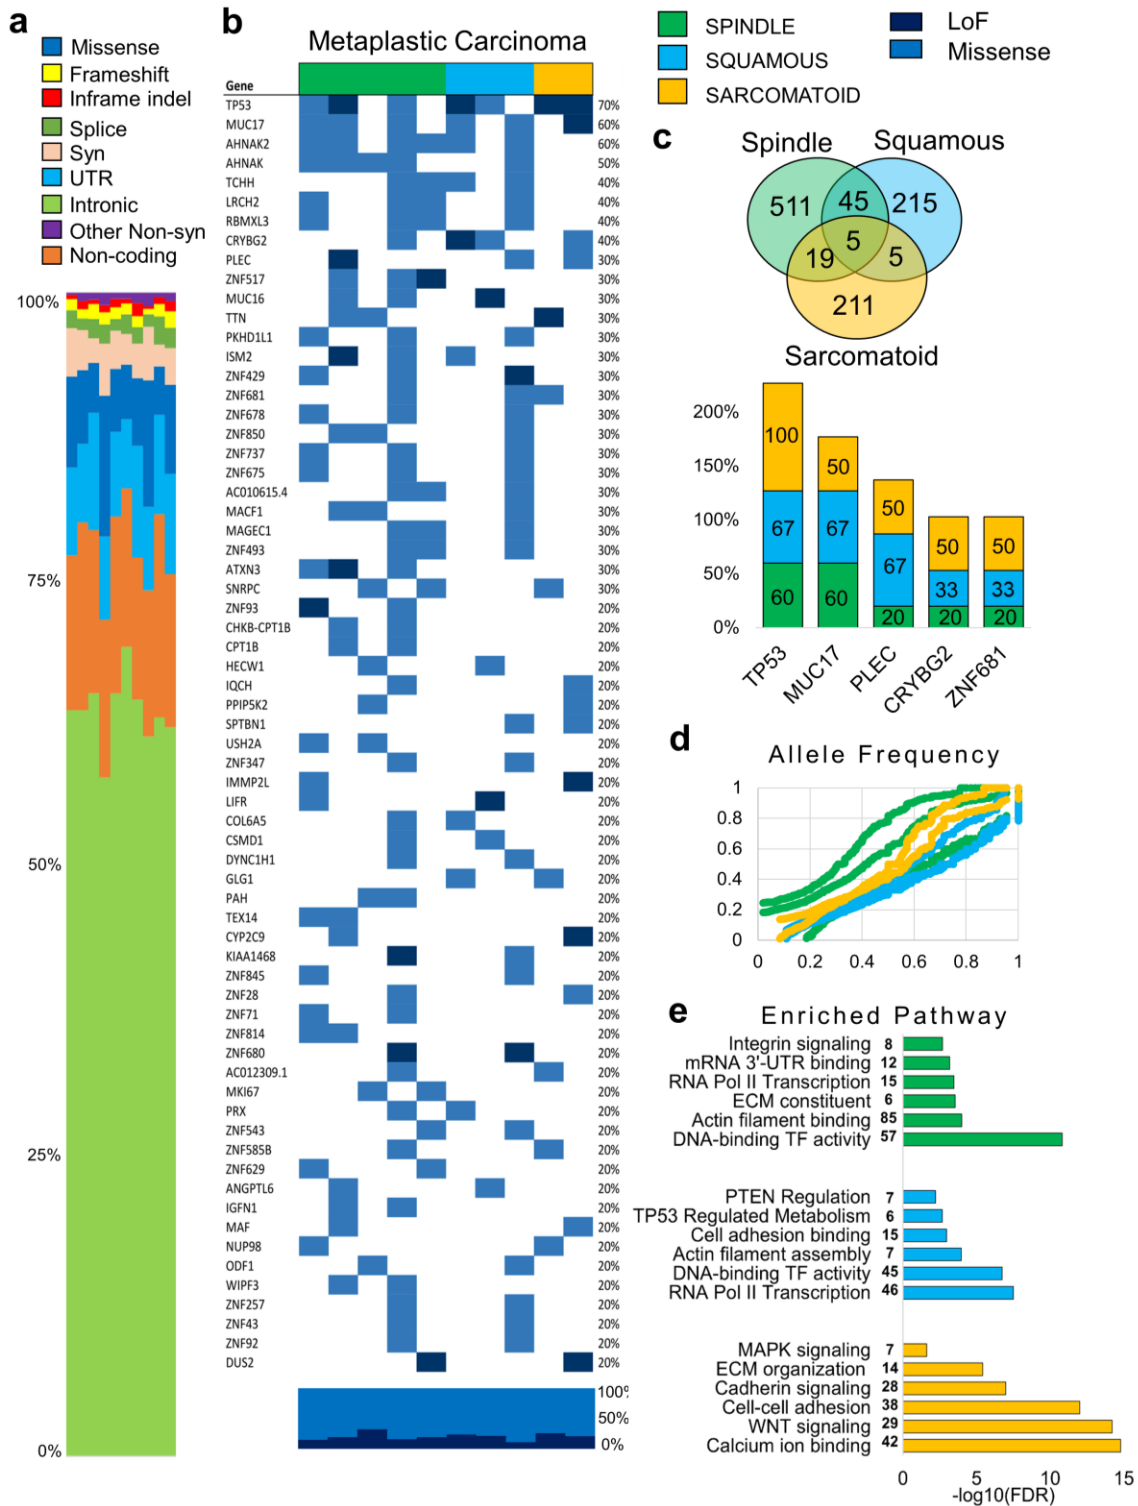 a
Missense
Frameshift
Inframe indel
Splice
Syn
UTR
Intronic
Other Non-syn
Non-coding
100%
75%
50%
25%
0%
b
Metaplastic Carcinoma
Gene
TP53 70%
MUC17 60%
AHNAK2 60%
AHNAK 50%
TCHH 40%
LRCH2 40%
RBMXL3 40%
CRYBG2 40%
PLEC 30%
ZNF517 30%
MUC16 30%
TTN 30%
PKHD1L1 30%
ISM2 30%
ZNF429 30%
ZNF681 30%
ZNF678 30%
ZNF850 30%
ZNF737 30%
ZNF675 30%
AC010615.4 30%
MACF1 30%
MAGEC1 30%
ZNF493 30%
ATXN3 30%
SNRPC 30%
ZNF93 20%
CHKB-CPT1B 20%
CPT1B 20%
HECW1 20%
IQCH 20%
PPIP5K2 20%
SPTBN1 20%
USH2A 20%
ZNF347 20%
IMMP2L 20%
LIFR 20%
COL6A5 20%
CSMD1 20%
DYNC1H1 20%
GLG1 20%
PAH 20%
TEX14 20%
CYP2C9 20%
KIAA1468 20%
ZNF845 20%
ZNF28 20%
ZNF71 20%
ZNF814 20%
ZNF680 20%
AC012309.1 20%
MKI67 20%
PRX 20%
ZNF543 20%
ZNF585B 20%
ZNF629 20%
ANGPTL6 20%
IGFN1 20%
MAF 20%
NUP98 20%
ODF1 20%
WIPF3 20%
ZNF257 20%
ZNF43 20%
ZNF92 20%
DUS2 20%
100%
50%
0%
SPINDLE
SQUAMOUS
SARCOMATOID
LoF
Missense
c
Spindle Squamous
511 45 215
5
19 5
211
Sarcomatoid
200%
150%
100%
50%
0%
100
67
60
50
67
60
50
67
20
50
33
20
50
33
20
TP53
MUC17
PLEC
CRYBG2
ZNF681
d
Allele Frequency
1
0.8
0.6
0.4
0.2
0
0 0.2 0.4 0.6 0.8 1
e
Enriched Pathway
Integrin signaling 8
mRNA 3'-UTR binding 12
RNA Pol II Transcription 15
ECM constituent 6
Actin filament binding 85
DNA-binding TF activity 57
PTEN Regulation 7
TP53 Regulated Metabolism 6
Cell adhesion binding 15
Actin filament assembly 7
DNA-binding TF activity 45
RNA Pol II Transcription 46
MAPK signaling 7
ECM organization 14
Cadherin signaling 28
Cell-cell adhesion 38
WNT signaling 29
Calcium ion binding 42
0 5 10 15
-log10(FDR)